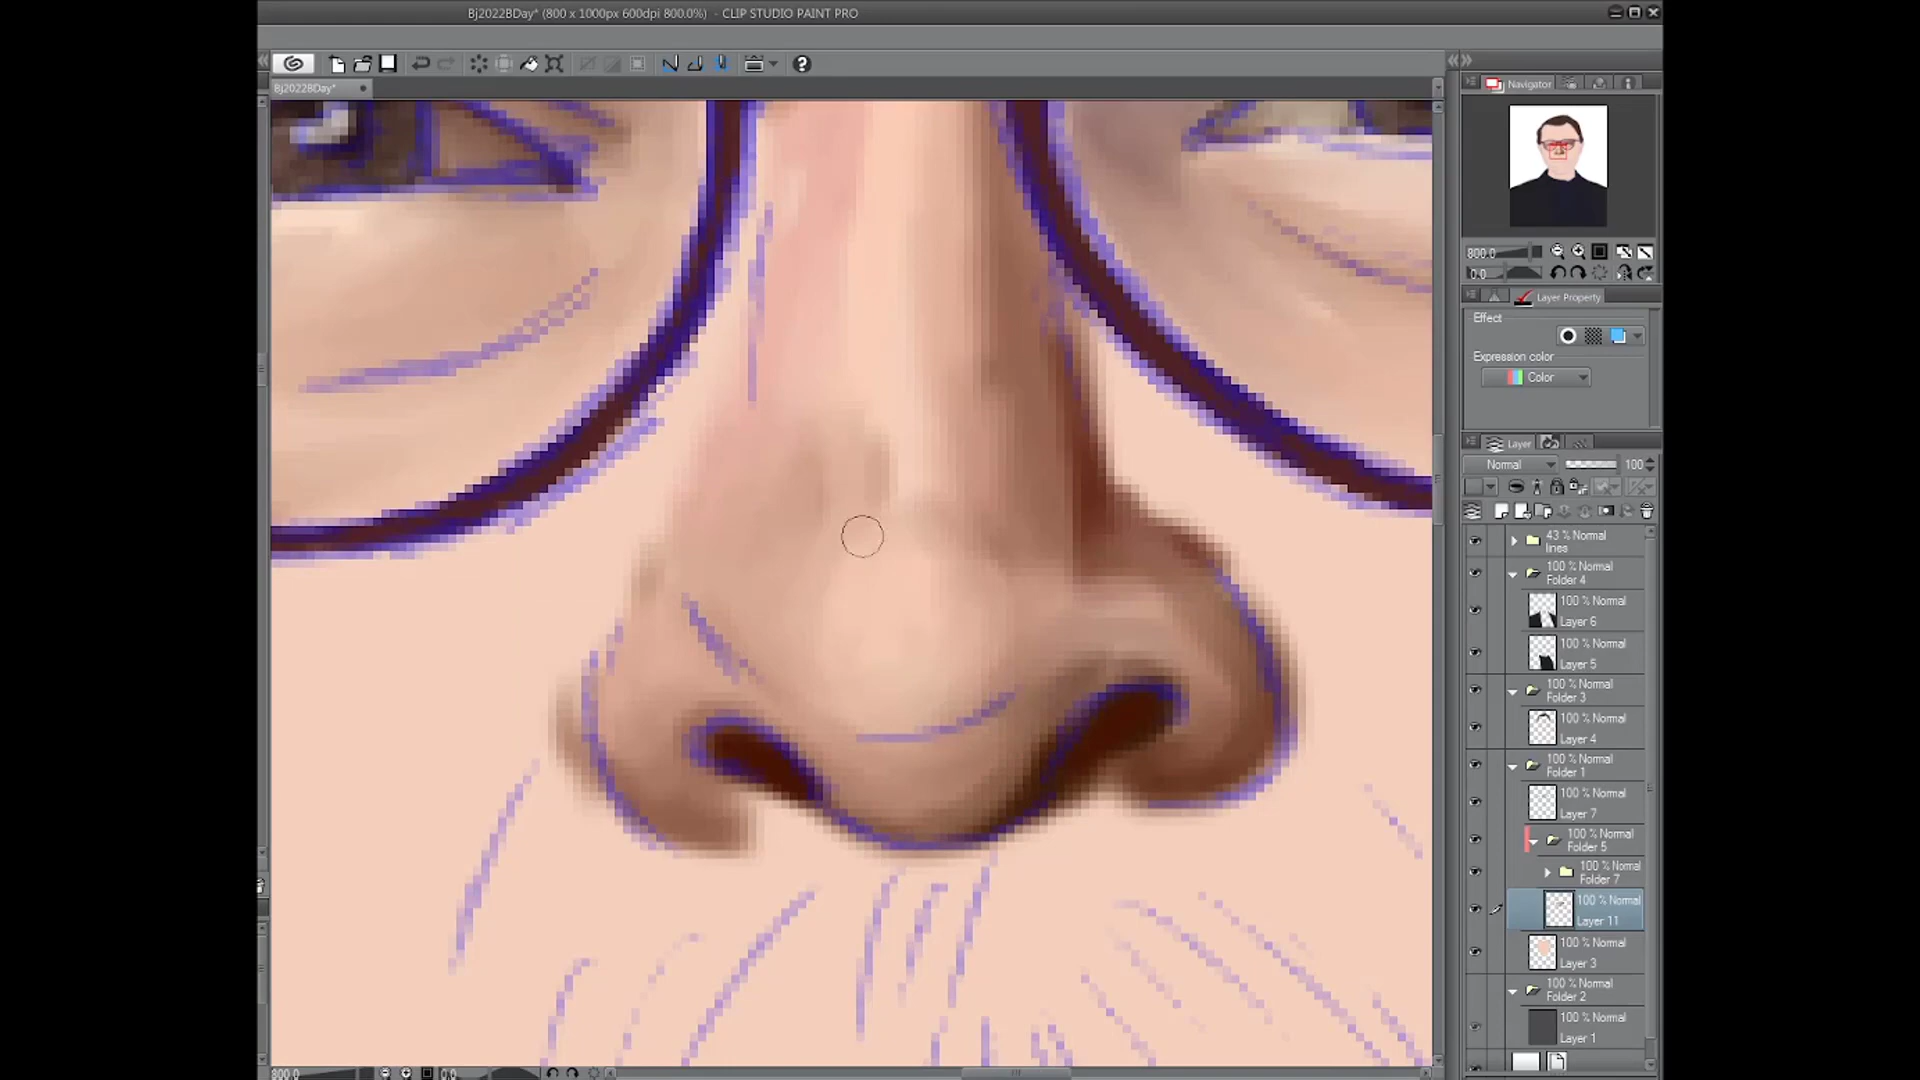 Bj2022BDay* (800 x 1000px 600dpi 800.0%)  - CLIP STUDIO PAINT PRO
Bj2022BDay*
Navigator
800.0
0.0
Layer Property
Effect
Expression color
Color
Layer
Normal 100
43 % Normal
lines
100 % Normal
Folder 4
100 % Normal
Layer 6
100 % Normal
Layer 5
100 % Normal
Folder 3
100 % Normal
Layer 4
100 % Normal
Folder 1
100 % Normal
Layer 7
100 % Normal
Folder 5
100 % Normal
Folder 7
100 % Normal
Layer 11
100 % Normal
Layer 3
100 % Normal
Folder 2
100 % Normal
Layer 1
800.0 0.0